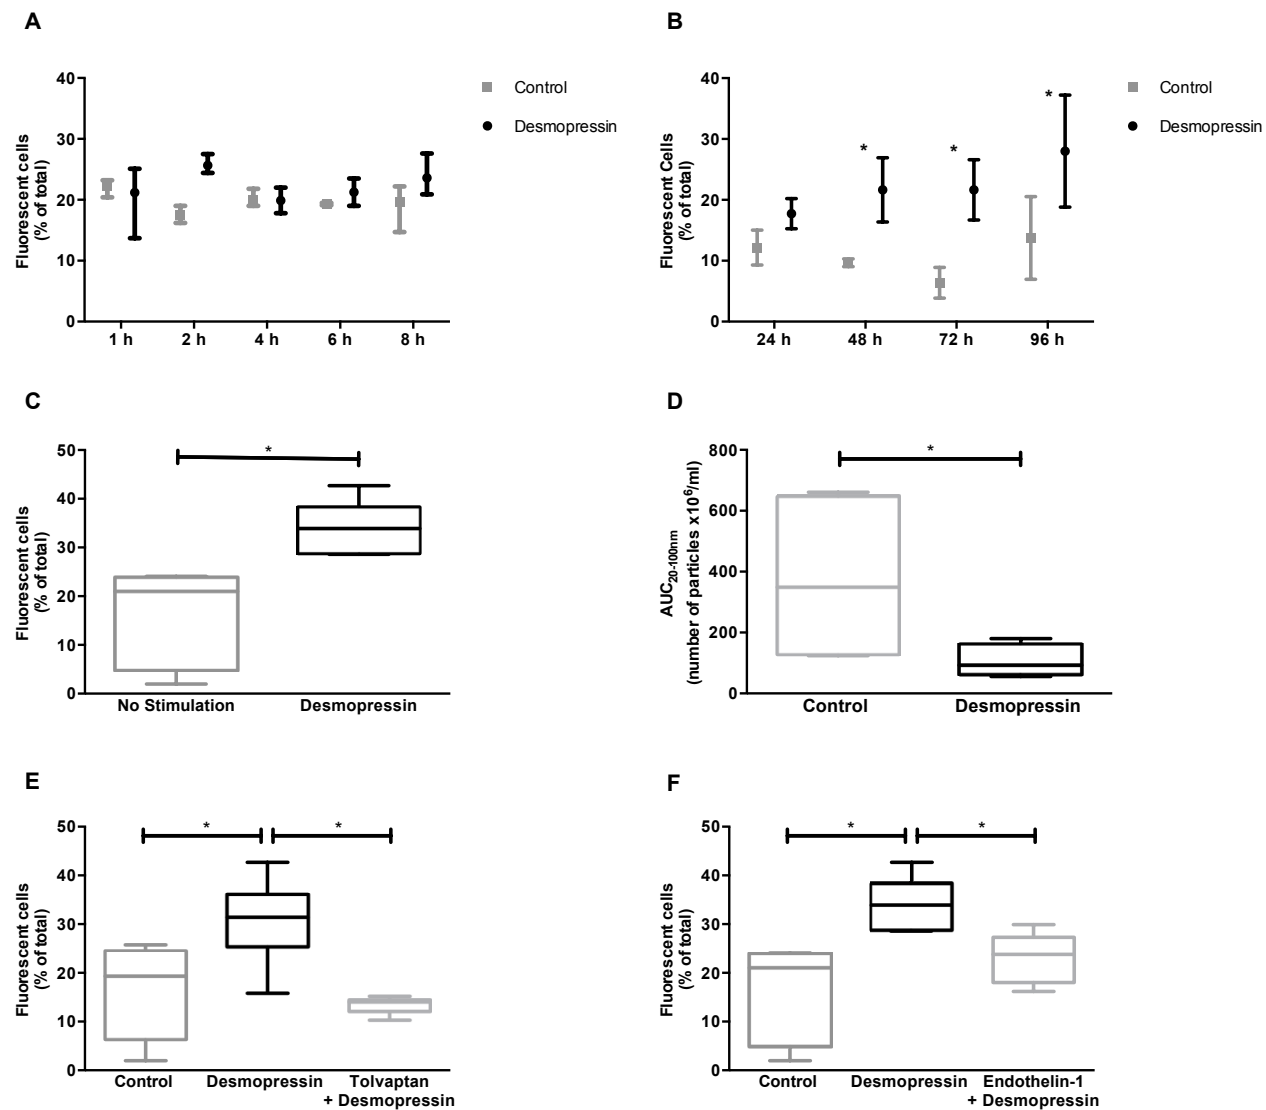 A
Fluorescent cells
(% of total)
40
30
20
10
0
1 h 2 h 4 h 6 h 8 h
Control
Desmopressin
B
Fluorescent Cells
(% of total)
40
30
20
10
0
* * *
24 h 48 h 72 h 96 h
Control
Desmopressin
C
Fluorescent cells
(% of total)
50
40
30
20
10
0
*
No Stimulation Desmopressin
D
AUC20-100nm
(number of particles x10⁶/ml)
800
600
400
200
0
*
Control Desmopressin
E
Fluorescent cells
(% of total)
50
40
30
20
10
0
* *
Control Desmopressin Tolvaptan
+ Desmopressin
F
Fluorescent cells
(% of total)
50
40
30
20
10
0
* *
Control Desmopressin Endothelin-1
+ Desmopressin